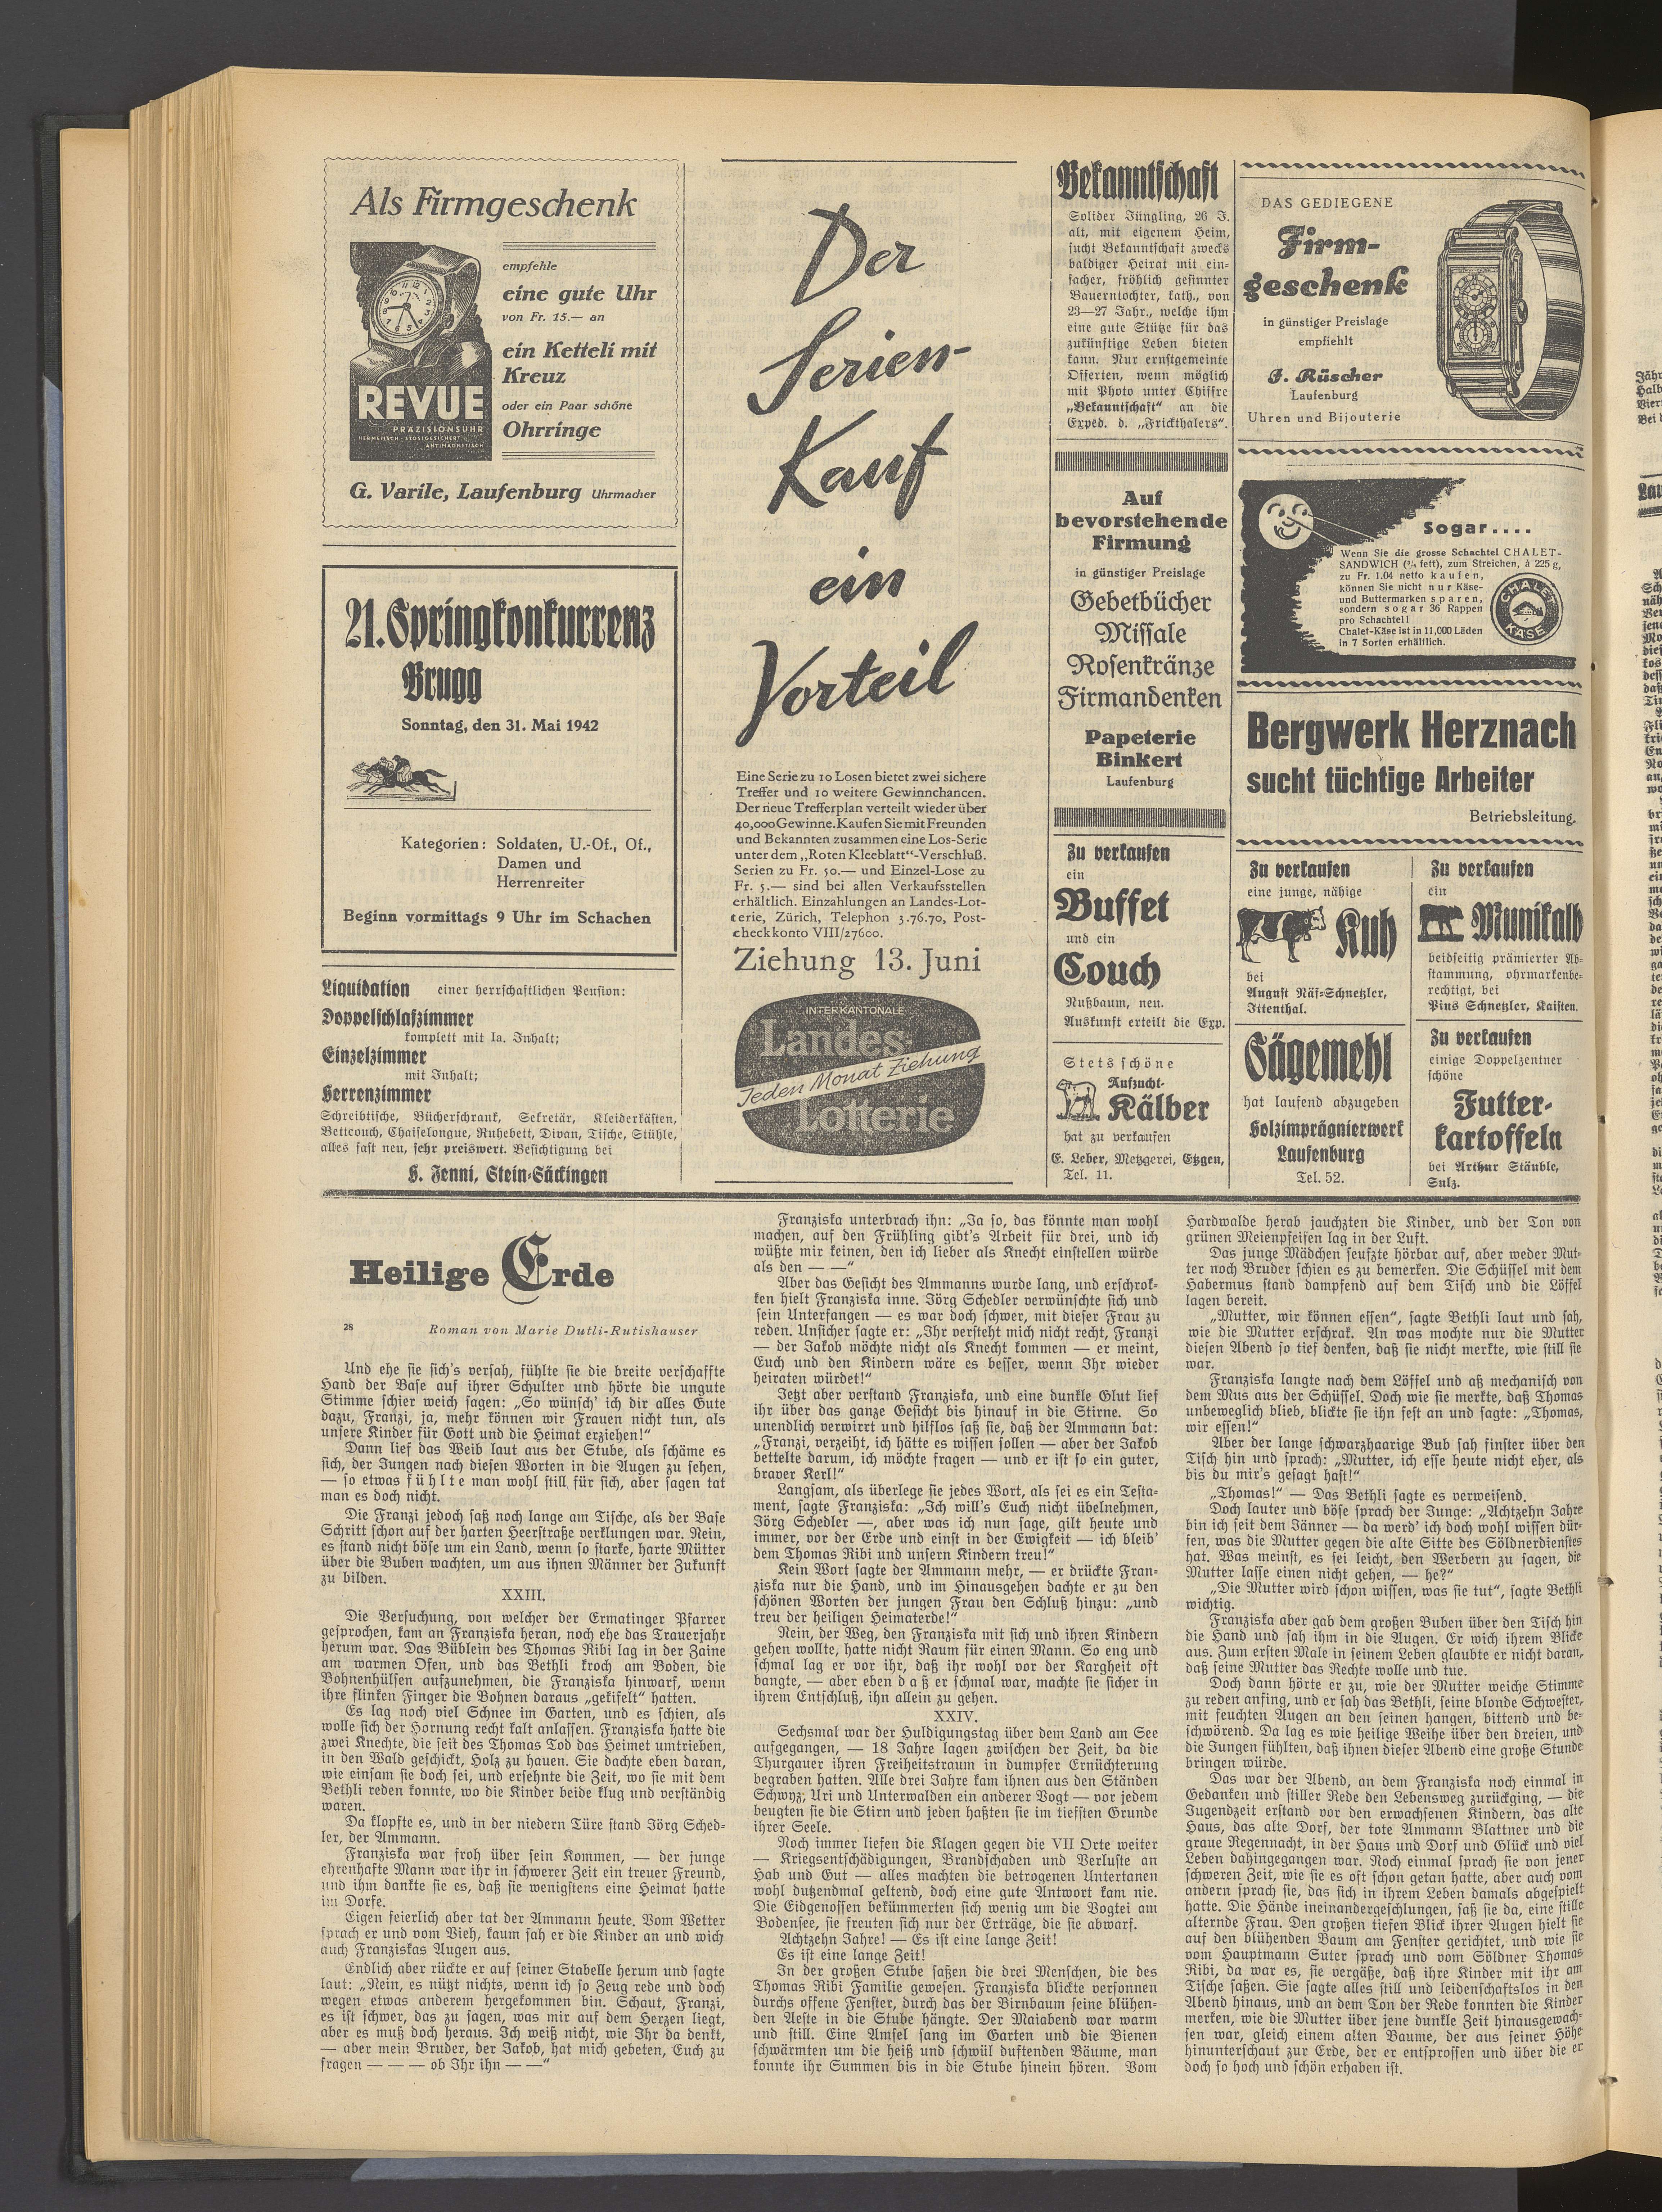 Als Firmgeschenk
empfehle
eine gute Uhr
von Fr. 15.— an
ein Ketteli mit
Kreuz
oder ein Paar schöne
Ohrringe
REVUE
PRÄZISIONSUHR
HERMETISCH · STOSSGESICHERT
ANTIMAGNETISCH
G. Varile, Laufenburg Uhrmacher
21. Springkonkurrenz
Brugg
Sonntag, den 31. Mai 1942
Kategorien: Soldaten, U.-Of., Of.,
Damen und
Herrenreiter
Beginn vormittags 9 Uhr im Schachen
Liquidation einer herrschaftlichen Pension:
Doppelschlafzimmer
komplett mit Ia. Inhalt;
Einzelzimmer
mit Inhalt;
Herrenzimmer
Schreibtische, Bücherschrank, Sekretär, Kleiderkästen,
Bettcouch, Chaiselongue, Ruhebett, Divan, Tische, Stühle,
alles fast neu, sehr preiswert. Besichtigung bei
H. Jenni, Stein-Säckingen
Der
Serien-
Kauf
ein
Vorteil
Eine Serie zu 10 Losen bietet zwei sichere
Treffer und 10 weitere Gewinnchancen.
Der neue Trefferplan verteilt wieder über
40,000 Gewinne. Kaufen Sie mit Freunden
und Bekannten zusammen eine Los-Serie
unter dem „Roten Kleeblatt“-Verschluß.
Serien zu Fr. 50.— und Einzel-Lose zu
Fr. 5.— sind bei allen Verkaufsstellen
erhältlich. Einzahlungen an Landes-Lot-
terie, Zürich, Telephon 3.76.70, Post-
checkkonto VIII/27600.
Ziehung 13. Juni
INTERKANTONALE
Landes-
Jeden Monat Ziehung
Lotterie
Bekanntschaft
Solider Jüngling, 26 J.
alt, mit eigenem Heim,
sucht Bekanntschaft zwecks
baldiger Heirat mit ein-
facher, fröhlich gesinnter
Bauerntochter, kath., von
23—27 Jahr., welche ihm
eine gute Stütze für das
zukünftige Leben bieten
kann. Nur ernstgemeinte
Offerten, wenn möglich
mit Photo unter Chiffre
„Bekanntschaft“ an die
Exped. d. „Frickthalers“.
Auf
bevorstehende
Firmung
in günstiger Preislage
Gebetbücher
Missale
Rosenkränze
Firmandenken
Papeterie
Binkert
Laufenburg
Zu verkaufen
ein
Buffet
und ein
Couch
Nußbaum, neu.
Auskunft erteilt die Exp.
Stets schöne
Aufzucht-
Kälber
hat zu verkaufen
E. Leber, Metzgerei, Etzgen,
Tel. 11.
DAS GEDIEGENE
Firm-
geschenk
in günstiger Preislage
empfiehlt
J. Rüscher
Laufenburg
Uhren und Bijouterie
Sogar....
Wenn Sie die grosse Schachtel CHALET-
SANDWICH (¾ fett), zum Streichen, à 225 g,
zu Fr. 1.04 netto kaufen,
können Sie nicht nur Käse-
und Buttermarken sparen,
sondern sogar 36 Rappen
pro Schachtel!
Chalet-Käse ist in 11,000 Läden
in 7 Sorten erhältlich.
CHALET
KÄSE
Bergwerk Herznach
sucht tüchtige Arbeiter
Betriebsleitung.
Zu verkaufen
eine junge, nähige
Kuh
bei
August Näf-Schnetzler,
Ittenthal.
Zu verkaufen
ein
Munikalb
beidseitig prämierter Ab-
stammung, ohrmarkenbe-
rechtigt, bei
Pius Schnetzler, Kaisten.
Sägemehl
hat laufend abzugeben
Holzimprägnierwerk
Laufenburg
Tel. 52.
Zu verkaufen
einige Doppelzentner
schöne
Futter-
kartoffeln
bei Arthur Stäuble,
Sulz.
Heilige Erde
28 Roman von Marie Dutli-Rutishauser
Und ehe sie sich's versah, fühlte sie die breite verschaffte
Hand der Base auf ihrer Schulter und hörte die ungute
Stimme schier weich sagen: „So wünsch' ich dir alles Gute
dazu, Franzi, ja, mehr können wir Frauen nicht tun, als
unsere Kinder für Gott und die Heimat erziehen!“
Dann lief das Weib laut aus der Stube, als schäme es
sich, der Jungen nach diesen Worten in die Augen zu sehen,
— so etwas fühlte man wohl still für sich, aber sagen tat
man es doch nicht.
Die Franzi jedoch saß noch lange am Tische, als der Base
Schritt schon auf der harten Heerstraße verklungen war. Nein,
es stand nicht böse um ein Land, wenn so starke, harte Mütter
über die Buben wachten, um aus ihnen Männer der Zukunft
zu bilden.
XXIII.
Die Versuchung, von welcher der Ermatinger Pfarrer
gesprochen, kam an Franziska heran, noch ehe das Trauerjahr
herum war. Das Büblein des Thomas Ribi lag in der Zaine
am warmen Ofen, und das Bethli kroch am Boden, die
Bohnenhülsen aufzunehmen, die Franziska hinwarf, wenn
ihre flinken Finger die Bohnen daraus „gekifelt“ hatten.
Es lag noch viel Schnee im Garten, und es schien, als
wolle sich der Hornung recht kalt anlassen. Franziska hatte die
zwei Knechte, die seit des Thomas Tod das Heimet umtrieben,
in den Wald geschickt, Holz zu hauen. Sie dachte eben daran,
wie einsam sie doch sei, und ersehnte die Zeit, wo sie mit dem
Bethli reden konnte, wo die Kinder beide klug und verständig
waren.
Da klopfte es, und in der niedern Türe stand Jörg Sched-
ler, der Ammann.
Franziska war froh über sein Kommen, — der junge
ehrenhafte Mann war ihr in schwerer Zeit ein treuer Freund,
und ihm dankte sie es, daß sie wenigstens eine Heimat hatte
im Dorfe.
Eigen feierlich aber tat der Ammann heute. Vom Wetter
sprach er und vom Vieh, kaum sah er die Kinder an und wich
auch Franziskas Augen aus.
Endlich aber rückte er auf seiner Stabelle herum und sagte
laut: „Nein, es nützt nichts, wenn ich so Zeug rede und doch
wegen etwas anderem hergekommen bin. Schaut, Franzi,
es ist schwer, das zu sagen, was mir auf dem Herzen liegt,
aber es muß doch heraus. Ich weiß nicht, wie Ihr da denkt,
— aber mein Bruder, der Jakob, hat mich gebeten, Euch zu
fragen — — — ob Ihr ihn — —“
Franziska unterbrach ihn: „Ja so, das könnte man wohl
machen, auf den Frühling gibt's Arbeit für drei, und ich
wüßte mir keinen, den ich lieber als Knecht einstellen würde
als den — —“
Aber das Gesicht des Ammanns wurde lang, und erschrok-
ken hielt Franziska inne. Jörg Schedler verwünschte sich und
sein Unterfangen — es war doch schwer, mit dieser Frau zu
reden. Unsicher sagte er: „Ihr versteht mich nicht recht, Franzi
— der Jakob möchte nicht als Knecht kommen — er meint,
Euch und den Kindern wäre es besser, wenn Ihr wieder
heiraten würdet!“
Jetzt aber verstand Franziska, und eine dunkle Glut lief
ihr über das ganze Gesicht bis hinauf in die Stirne. So
unendlich verwirrt und hilflos saß sie, daß der Ammann bat:
„Franzi, verzeiht, ich hätte es wissen sollen — aber der Jakob
bettelte darum, ich möchte fragen — und er ist so ein guter,
braver Kerl!“
Langsam, als überlege sie jedes Wort, als sei es ein Testa-
ment, sagte Franziska: „Ich will's Euch nicht übelnehmen,
Jörg Schedler —, aber was ich nun sage, gilt heute und
immer, vor der Erde und einst in der Ewigkeit — ich bleib'
dem Thomas Ribi und unsern Kindern treu!“
Kein Wort sagte der Ammann mehr, — er drückte Fran-
ziska nur die Hand, und im Hinausgehen dachte er zu den
schönen Worten der jungen Frau den Schluß hinzu: „und
treu der heiligen Heimaterde!“
Nein, der Weg, den Franziska mit sich und ihren Kindern
gehen wollte, hatte nicht Raum für einen Mann. So eng und
schmal lag er vor ihr, daß ihr wohl vor der Kargheit oft
bangte, — aber eben daß er schmal war, machte sie sicher in
ihrem Entschluß, ihn allein zu gehen.
XXIV.
Sechsmal war der Huldigungstag über dem Land am See
aufgegangen, — 18 Jahre lagen zwischen der Zeit, da die
Thurgauer ihren Freiheitstraum in dumpfer Ernüchterung
begraben hatten. Alle drei Jahre kam ihnen aus den Ständen
Schwyz, Uri und Unterwalden ein anderer Vogt — vor jedem
beugten sie die Stirn und jeden haßten sie im tiefsten Grunde
ihrer Seele.
Noch immer liefen die Klagen gegen die VII Orte weiter
— Kriegsentschädigungen, Brandschaden und Verluste an
Hab und Gut — alles machten die betrogenen Untertanen
wohl dutzendmal geltend, doch eine gute Antwort kam nie.
Die Eidgenossen bekümmerten sich wenig um die Vogtei am
Bodensee, sie freuten sich nur der Erträge, die sie abwarf.
Achtzehn Jahre! — Es ist eine lange Zeit!
Es ist eine lange Zeit!
In der großen Stube saßen die drei Menschen, die des
Thomas Ribi Familie gewesen. Franziska blickte versonnen
durchs offene Fenster, durch das der Birnbaum seine blühen-
den Aeste in die Stube hängte. Der Maiabend war warm
und still. Eine Amsel sang im Garten und die Bienen
schwärmten um die heiß und schwül duftenden Bäume, man
konnte ihr Summen bis in die Stube hinein hören. Vom
Hardwalde herab jauchzten die Kinder, und der Ton von
grünen Meienpfeifen lag in der Luft.
Das junge Mädchen seufzte hörbar auf, aber weder Mut-
ter noch Bruder schien es zu bemerken. Die Schüssel mit dem
Habermus stand dampfend auf dem Tisch und die Löffel
lagen bereit.
„Mutter, wir können essen“, sagte Bethli laut und sah,
wie die Mutter erschrak. An was mochte nur die Mutter
diesen Abend so tief denken, daß sie nicht merkte, wie still sie
war.
Franziska langte nach dem Löffel und aß mechanisch von
dem Mus aus der Schüssel. Doch wie sie merkte, daß Thomas
unbeweglich blieb, blickte sie ihn fest an und sagte: „Thomas,
wir essen!“
Aber der lange schwarzhaarige Bub sah finster über den
Tisch hin und sprach: „Mutter, ich esse heute nicht eher, als
bis du mir's gesagt hast!“
„Thomas!“ — Das Bethli sagte es verweisend.
Doch lauter und böse sprach der Junge: „Achtzehn Jahre
bin ich seit dem Jänner — da werd' ich doch wohl wissen dür-
fen, was die Mutter gegen die alte Sitte des Söldnerdienstes
hat. Was meinst, es sei leicht, den Werbern zu sagen, die
Mutter lasse einen nicht gehen, — he?“
„Die Mutter wird schon wissen, was sie tut“, sagte Bethli
wichtig.
Franziska aber gab dem großen Buben über den Tisch hin
die Hand und sah ihm in die Augen. Er wich ihrem Blicke
aus. Zum ersten Male in seinem Leben glaubte er nicht daran,
daß seine Mutter das Rechte wolle und tue.
Doch dann hörte er zu, wie der Mutter weiche Stimme
zu reden anfing, und er sah das Bethli, seine blonde Schwester,
mit feuchten Augen an den seinen hangen, bittend und be-
schwörend. Da lag es wie heilige Weihe über den dreien, und
die Jungen fühlten, daß ihnen dieser Abend eine große Stunde
bringen würde.
Das war der Abend, an dem Franziska noch einmal in
Gedanken und stiller Rede den Lebensweg zurückging, — die
Jugendzeit erstand vor den erwachsenen Kindern, das alte
Haus, das alte Dorf, der tote Ammann Blattner und die
graue Regennacht, in der Haus und Dorf und Glück und viel
Leben dahingegangen war. Noch einmal sprach sie von jener
schweren Zeit, wie sie es oft schon getan hatte, aber auch vom
andern sprach sie, das sich in ihrem Leben damals abgespielt
hatte. Die Hände ineinandergeschlungen, saß sie da, eine stille
alternde Frau. Den großen tiefen Blick ihrer Augen hielt sie
auf den blühenden Baum am Fenster gerichtet, und wie sie
vom Hauptmann Suter sprach und vom Söldner Thomas
Ribi, da war es, sie vergäße, daß ihre Kinder mit ihr am
Tische saßen. Sie sagte alles still und leidenschaftslos in den
Abend hinaus, und an dem Ton der Rede konnten die Kinder
merken, wie die Mutter über jene dunkle Zeit hinausgewach-
sen war, gleich einem alten Baume, der aus seiner Höhe
hinunterschaut zur Erde, der er entsprossen und über die er
doch so hoch und schön erhaben ist.